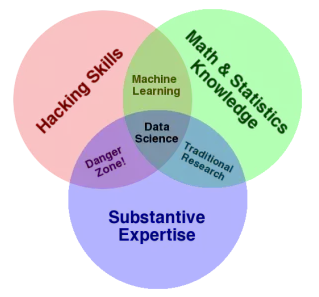 Hacking Skills
Math & Statistics
Knowledge
Machine
Learning
Data
Science
Danger
Zone!
Traditional
Research
Substantive
Expertise